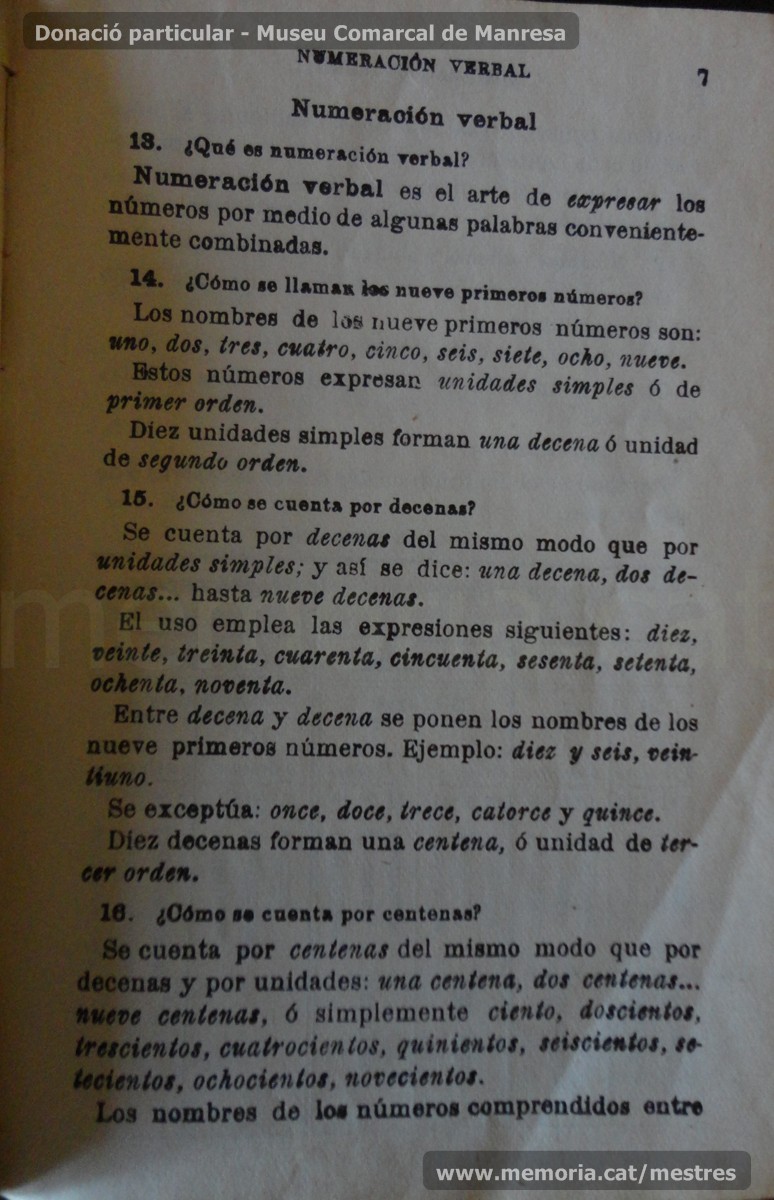 Donació particular - Museu Comarcal de Manresa
NUMERACIÓN VERBAL
7
Numeración verbal
13. ¿Qué es numeración verbal?
Numeración verbal es el arte de expresar los
números por medio de algunas palabras conveniente-
mente combinadas.
14. ¿Cómo se llaman los nueve primeros números?
Los nombres de los nueve primeros números son:
uno, dos, tres, cuatro, cinco, seis, siete, ocho, nueve.
Estos números expresan unidades simples ó de
primer orden.
Diez unidades simples forman una decena ó unidad
de segundo orden.
15. ¿Cómo se cuenta por decenas?
Se cuenta por decenas del mismo modo que por
unidades simples; y así se dice: una decena, dos de-
cenas... hasta nueve decenas.
El uso emplea las expresiones siguientes: diez,
veinte, treinta, cuarenta, cincuenta, sesenta, setenta,
ochenta, noventa.
Entre decena y decena se ponen los nombres de los
nueve primeros números. Ejemplo: diez y seis, vein-
tiuno.
Se exceptúa: once, doce, trece, catorce y quince.
Diez decenas forman una centena, ó unidad de ter-
cer orden.
16. ¿Cómo se cuenta por centenas?
Se cuenta por centenas del mismo modo que por
decenas y por unidades: una centena, dos centenas...
nueve centenas, ó simplemente ciento, doscientos,
trescientos, cuatrocientos, quinientos, seiscientos, se-
tecientos, ochocientos, novecientos.
Los nombres de los números comprendidos entre
www.memoria.cat/mestres